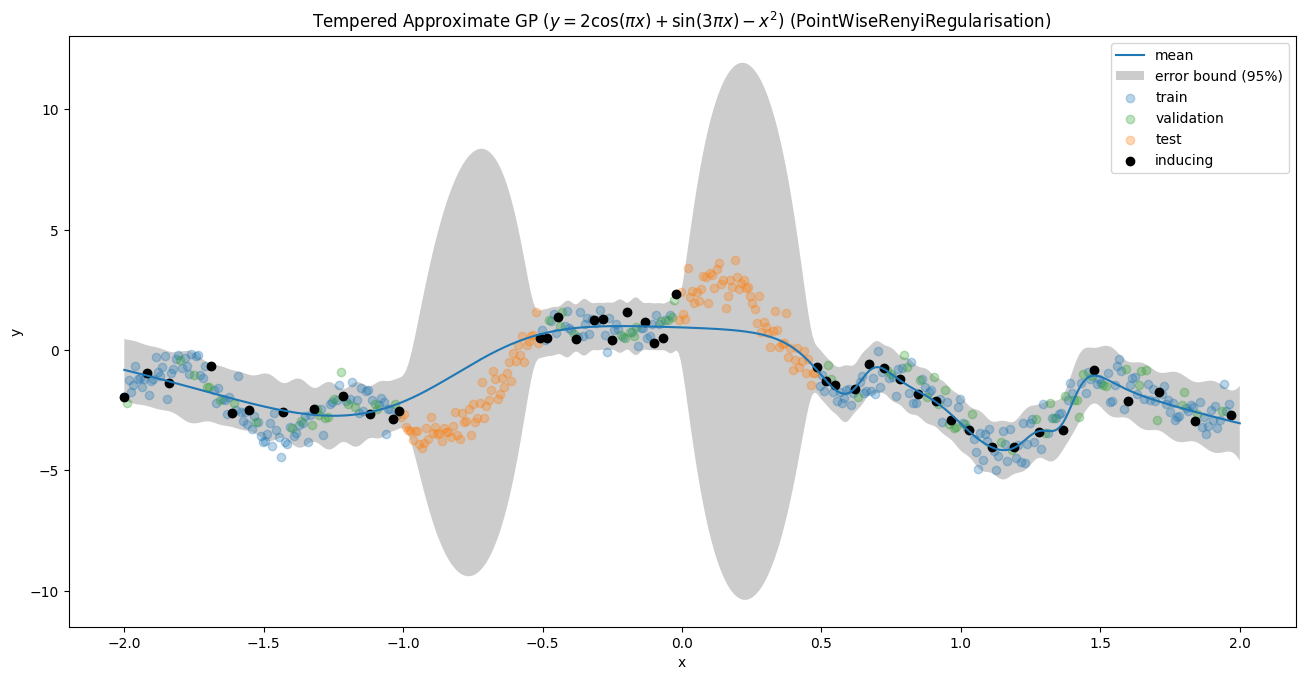 Tempered Approximate GP (y = 2cos(πx) + sin(3πx) − x²) (PointWiseRenyiRegularisation)
mean
error bound (95%)
train
validation
test
inducing
10
5
0
−5
−10
y
−2.0 −1.5 −1.0 −0.5 0.0 0.5 1.0 1.5 2.0
x